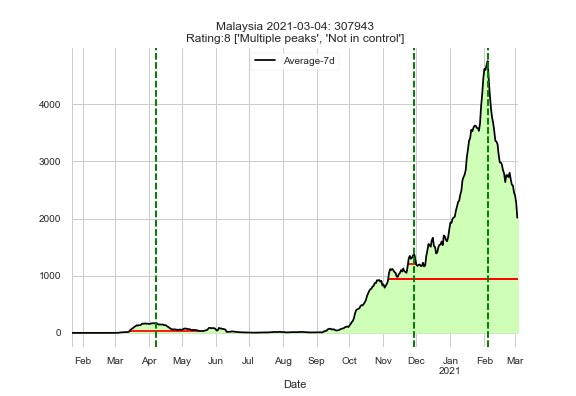 Malaysia 2021-03-04: 307943
Rating:8 ['Multiple peaks', 'Not in control']
Average-7d
4000
3000
2000
1000
0
Feb Mar Apr May Jun Jul Aug Sep Oct Nov Dec Jan Feb Mar
2021
Date